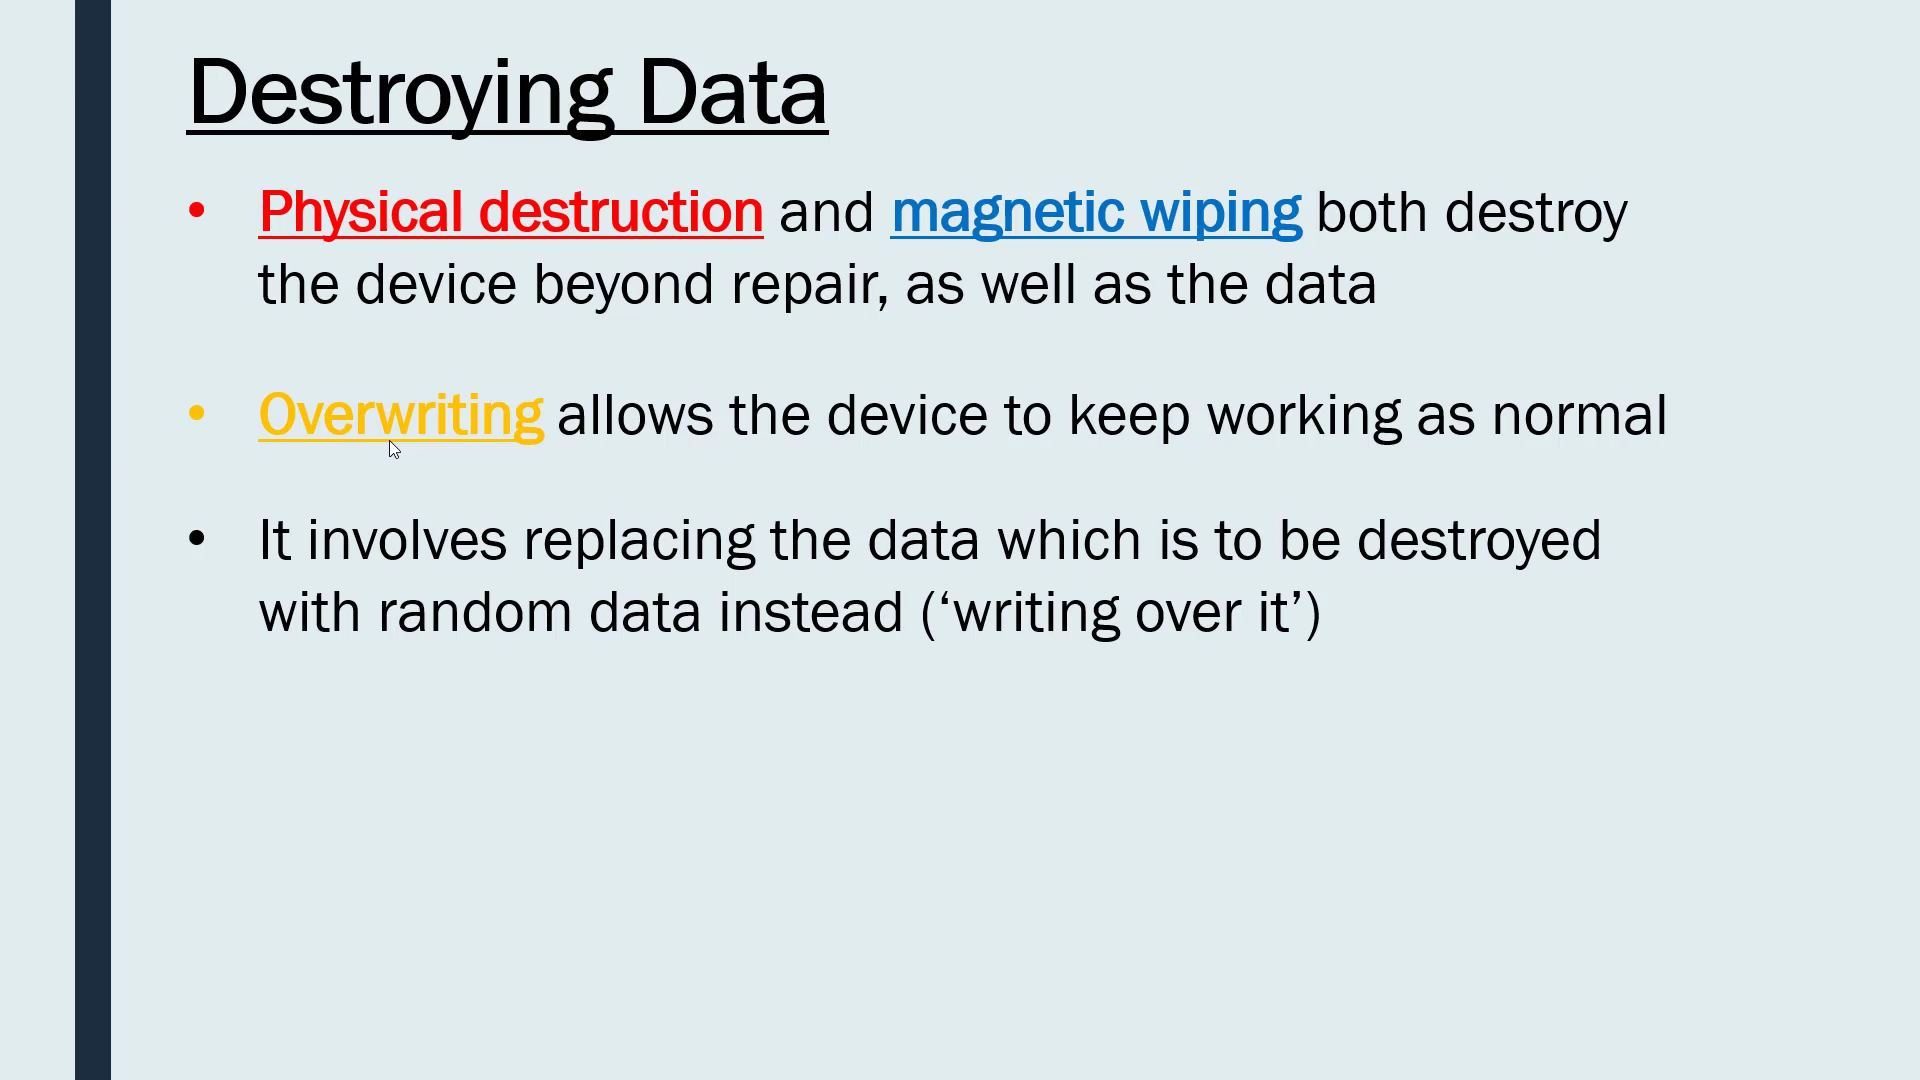 Destroying Data
• Physical destruction and magnetic wiping both destroy
the device beyond repair, as well as the data
• Overwriting allows the device to keep working as normal
• It involves replacing the data which is to be destroyed
with random data instead (‘writing over it’)